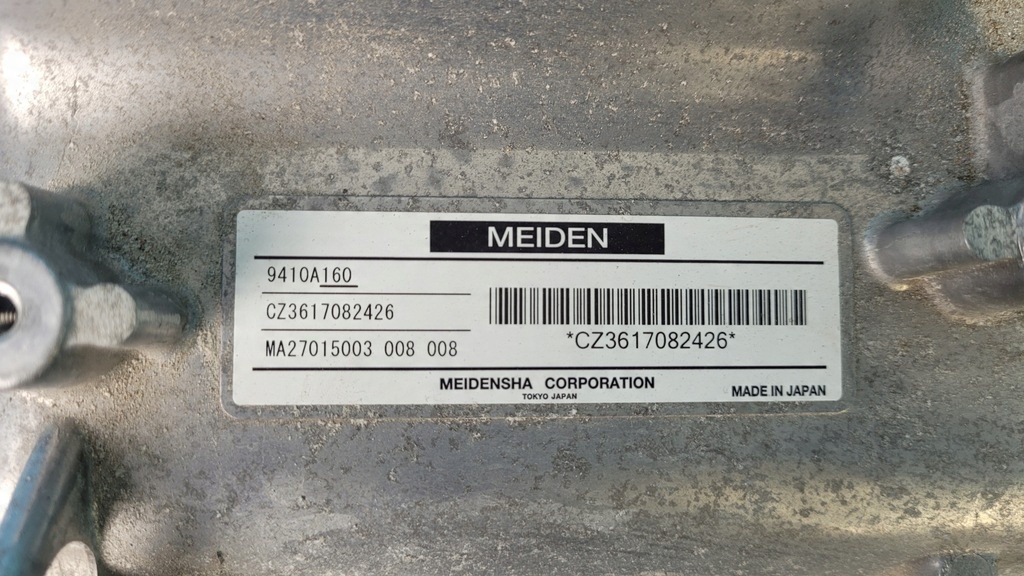 MEIDEN
9410A160
CZ3617082426
MA27015003 008 008
*CZ3617082426*
MEIDENSHA CORPORATION
TOKYO JAPAN
MADE IN JAPAN